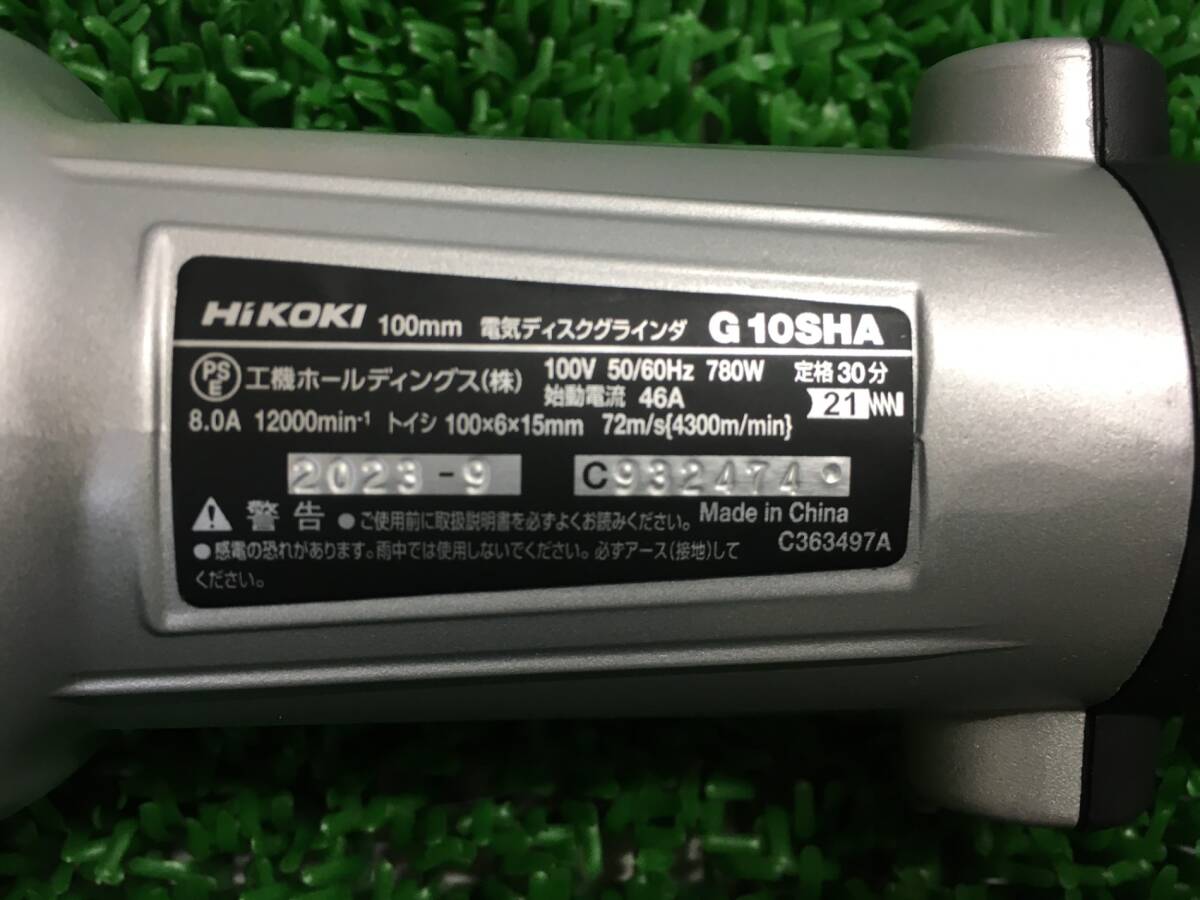 HiKOKI 100mm 電気ディスクグラインダ G10SHA
PSE 工機ホールディングス(株) 100V 50/60Hz 780W 定格30分
始動電流 46A 21
8.0A 12000min-1 トイシ 100×6×15mm 72m/s{4300m/min}
2023-9 C932474
警告 ●ご使用前に取扱説明書を必ずよくお読みください。 Made in China
●感電の恐れがあります。雨中では使用しないでください。必ずアース(接地)して C363497A
ください。